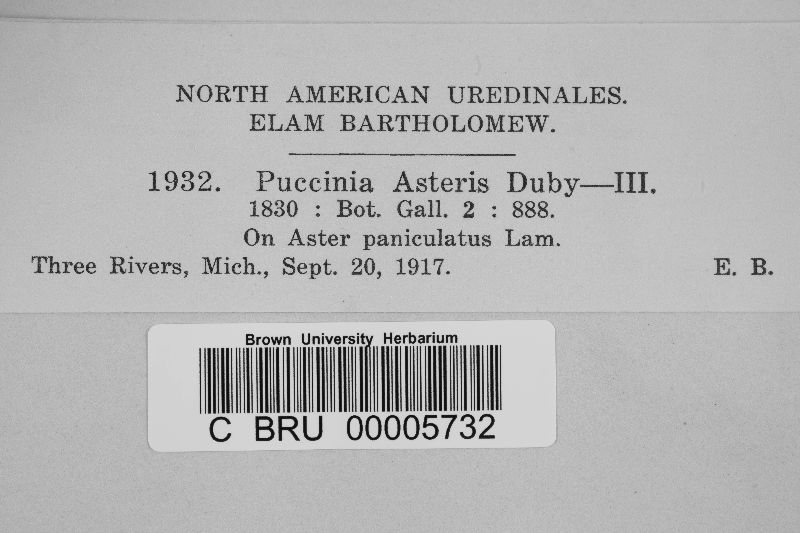 NORTH AMERICAN UREDINALES.
ELAM BARTHOLOMEW.
1932. Puccinia Asteris Duby—III.
1830 : Bot. Gall. 2 : 888.
On Aster paniculatus Lam.
Three Rivers, Mich., Sept. 20, 1917. E. B.
Brown University Herbarium
C BRU 00005732